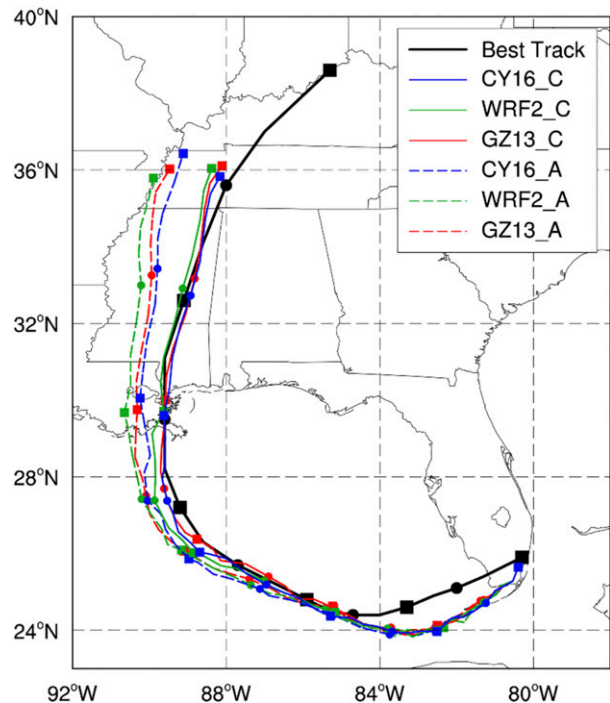 40°N
36°N
32°N
28°N
24°N
Best Track
CY16_C
WRF2_C
GZ13_C
CY16_A
WRF2_A
GZ13_A
92°W 88°W 84°W 80°W